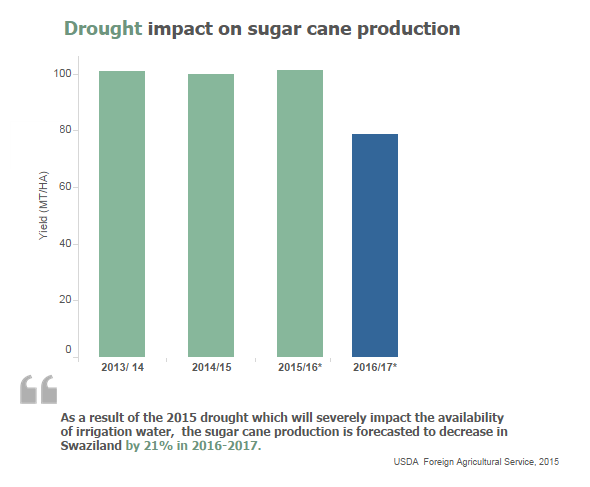 Drought impact on sugar cane production
100
80
60
40
20
0
Yield (MT/HA)
2013/ 14
2014/15
2015/16*
2016/17*
“
As a result of the 2015 drought which will severely impact the availability
of irrigation water,  the sugar cane production is forecasted to decrease in
Swaziland by 21% in 2016-2017.
USDA  Foreign Agricultural Service, 2015